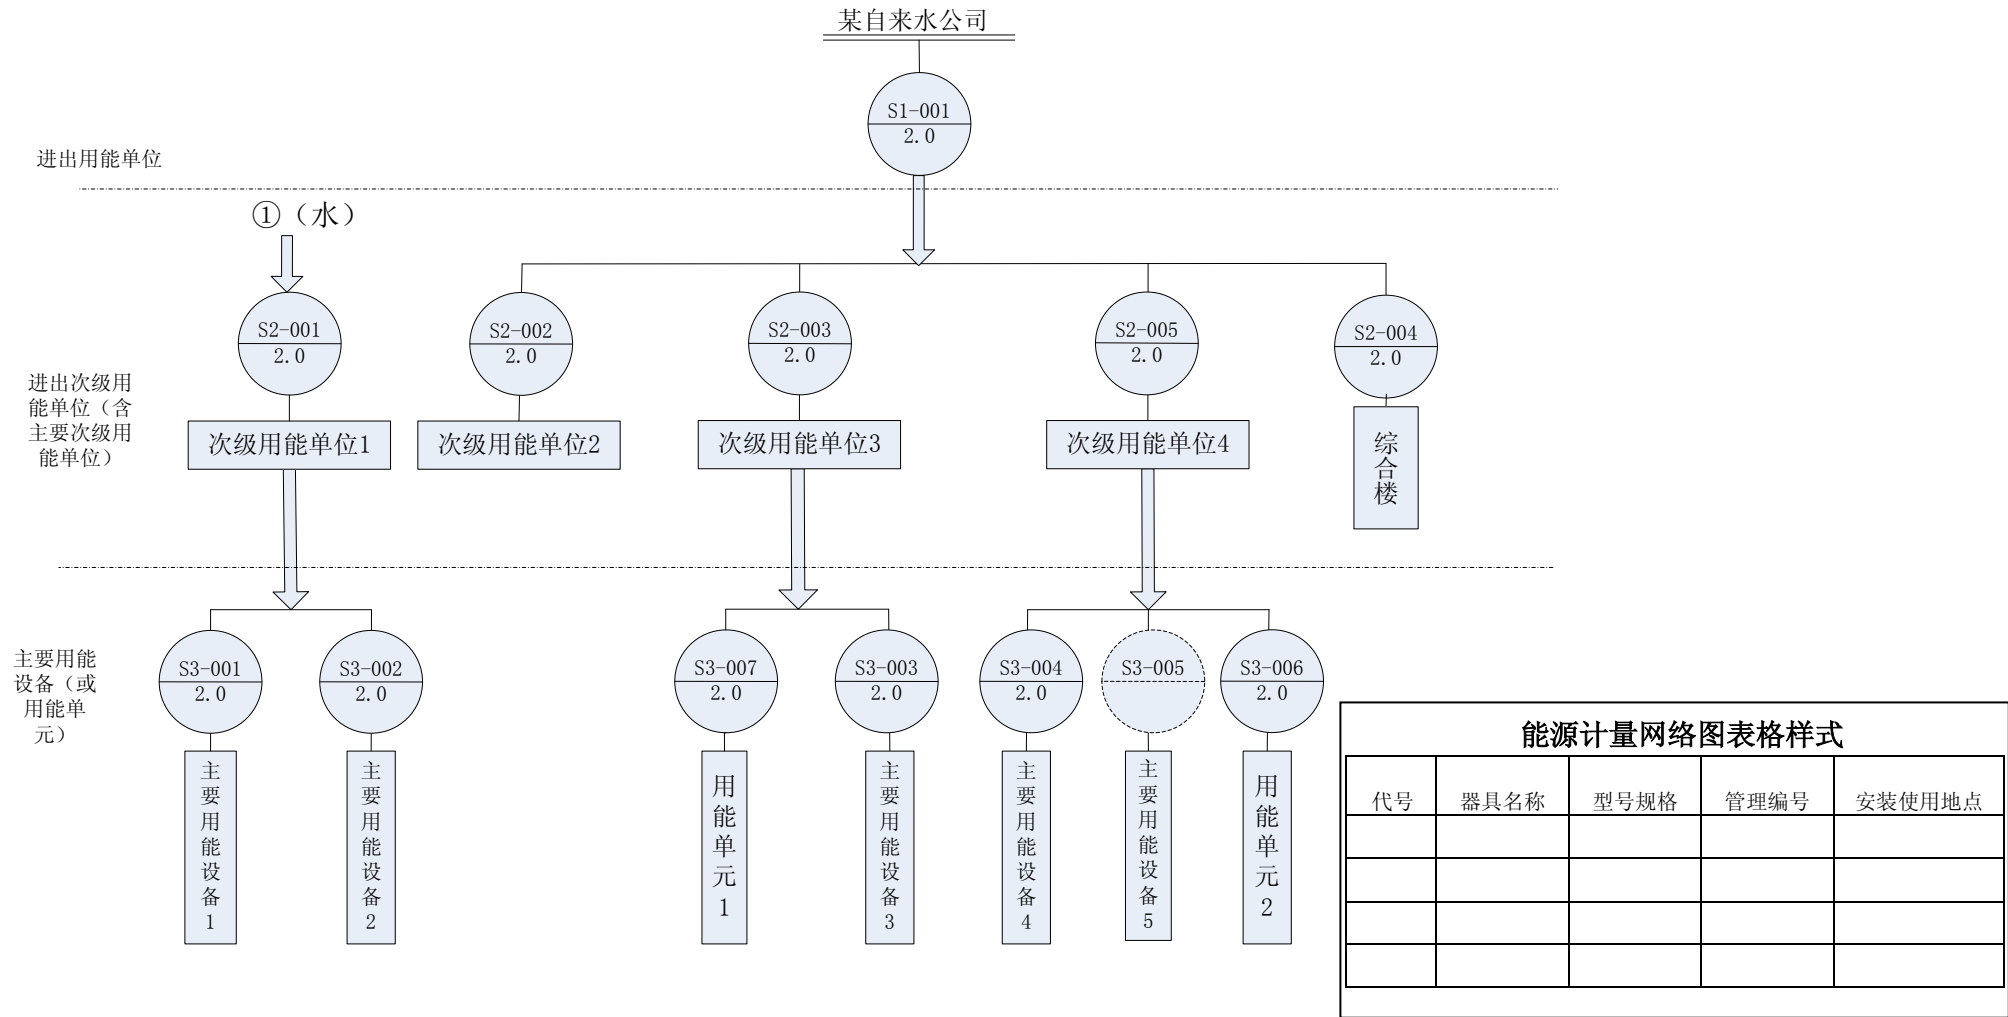 某自来水公司
S1-001
2.0
进出用能单位
①（水）
S2-001
2.0
S2-002
2.0
S2-003
2.0
S2-005
2.0
S2-004
2.0
进出次级用
能单位（含
主要次级用
能单位）
次级用能单位1
次级用能单位2
次级用能单位3
次级用能单位4
综合楼
主要用能
设备（或
用能单
元）
S3-001
2.0
S3-002
2.0
S3-007
2.0
S3-003
2.0
S3-004
2.0
S3-005
S3-006
2.0
主要用能设备1
主要用能设备2
用能单元1
主要用能设备3
主要用能设备4
主要用能设备5
用能单元2
能源计量网络图表格样式
代号 器具名称 型号规格 管理编号 安装使用地点